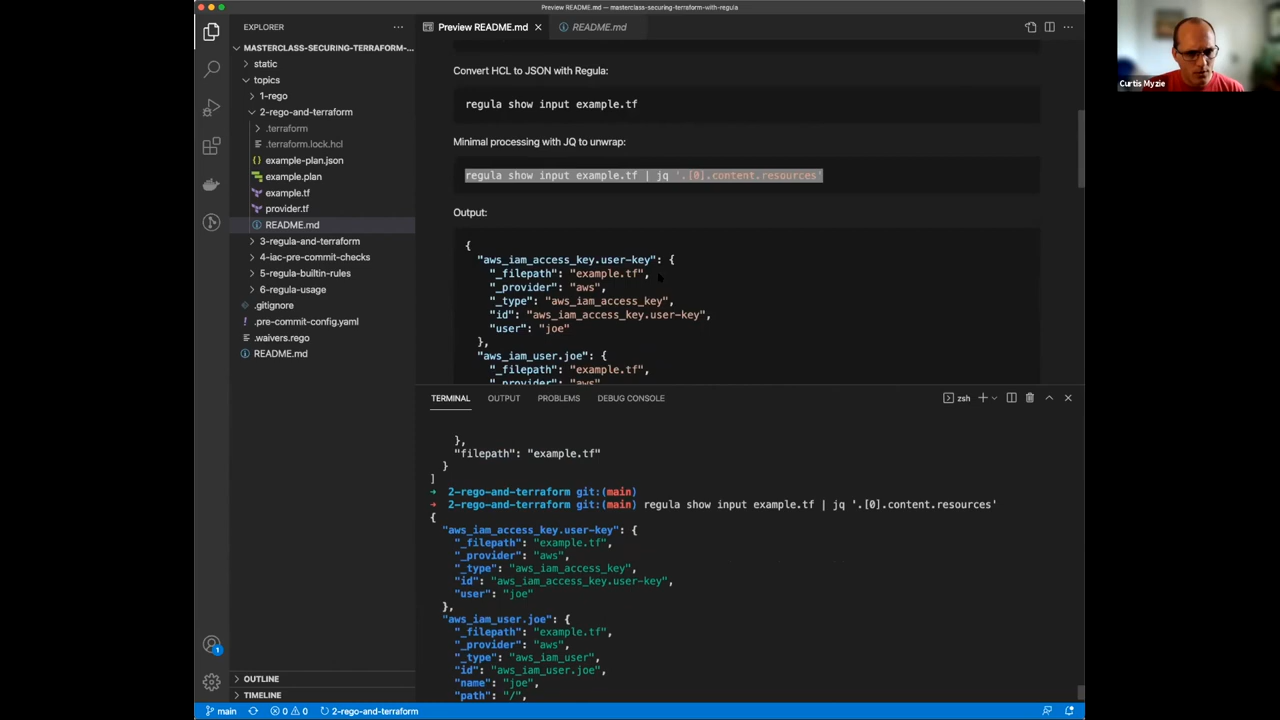 Preview README.md — masterclass-securing-terraform-with-regula
EXPLORER
MASTERCLASS-SECURING-TERRAFORM-...
static
topics
1-rego
2-rego-and-terraform
.terraform
.terraform.lock.hcl
example-plan.json
example.plan
example.tf
provider.tf
README.md
3-regula-and-terraform
4-iac-pre-commit-checks
5-regula-builtin-rules
6-regula-usage
.gitignore
.pre-commit-config.yaml
.waivers.rego
README.md
OUTLINE
TIMELINE
Preview README.md
README.md
Convert HCL to JSON with Regula:
regula show input example.tf
Minimal processing with JQ to unwrap:
regula show input example.tf | jq '.[0].content.resources'
Output:
{
"aws_iam_access_key.user-key": {
"_filepath": "example.tf",
"_provider": "aws",
"_type": "aws_iam_access_key",
"id": "aws_iam_access_key.user-key",
"user": "joe"
},
"aws_iam_user.joe": {
"_filepath": "example.tf",
"_provider": "aws",
TERMINAL OUTPUT PROBLEMS DEBUG CONSOLE
zsh
},
"filepath": "example.tf"
}
]
2-rego-and-terraform git:(main)
2-rego-and-terraform git:(main) regula show input example.tf | jq '.[0].content.resources'
{
"aws_iam_access_key.user-key": {
"_filepath": "example.tf",
"_provider": "aws",
"_type": "aws_iam_access_key",
"id": "aws_iam_access_key.user-key",
"user": "joe"
},
"aws_iam_user.joe": {
"_filepath": "example.tf",
"_provider": "aws",
"_type": "aws_iam_user",
"id": "aws_iam_user.joe",
"name": "joe",
"path": "/",
1
main 0 0 2-rego-and-terraform
Curtis Myzie